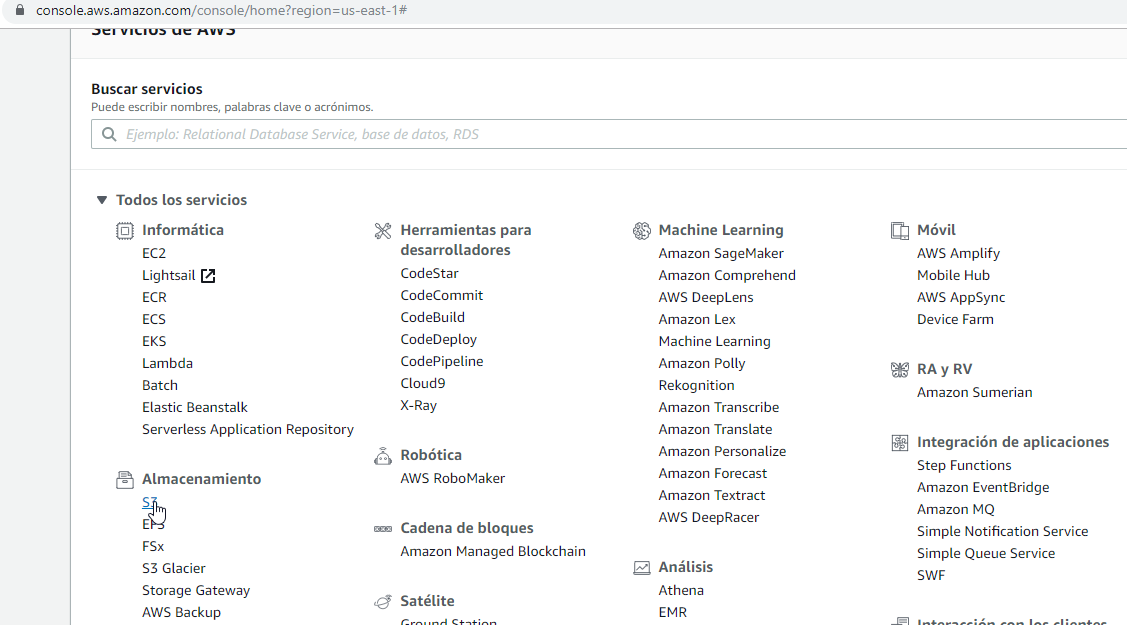 console.aws.amazon.com/console/home?region=us-east-1#
Servicios de AWS
Buscar servicios
Puede escribir nombres, palabras clave o acrónimos.
Ejemplo: Relational Database Service, base de datos, RDS
Todos los servicios
Informática
EC2
Lightsail
ECR
ECS
EKS
Lambda
Batch
Elastic Beanstalk
Serverless Application Repository
Almacenamiento
S3
EFS
FSx
S3 Glacier
Storage Gateway
AWS Backup
Herramientas para
desarrolladores
CodeStar
CodeCommit
CodeBuild
CodeDeploy
CodePipeline
Cloud9
X-Ray
Robótica
AWS RoboMaker
Cadena de bloques
Amazon Managed Blockchain
Satélite
Ground Station
Machine Learning
Amazon SageMaker
Amazon Comprehend
AWS DeepLens
Amazon Lex
Machine Learning
Amazon Polly
Rekognition
Amazon Transcribe
Amazon Translate
Amazon Personalize
Amazon Forecast
Amazon Textract
AWS DeepRacer
Análisis
Athena
EMR
Móvil
AWS Amplify
Mobile Hub
AWS AppSync
Device Farm
RA y RV
Amazon Sumerian
Integración de aplicaciones
Step Functions
Amazon EventBridge
Amazon MQ
Simple Notification Service
Simple Queue Service
SWF
Interacción con los clientes